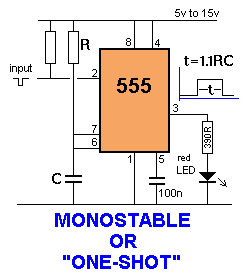 5v to 15v
R
8
4
t=1.1RC
input
2
555
t
3
390R
7
6
red
LED
C
1
5
100n
MONOSTABLE
OR
"ONE-SHOT"